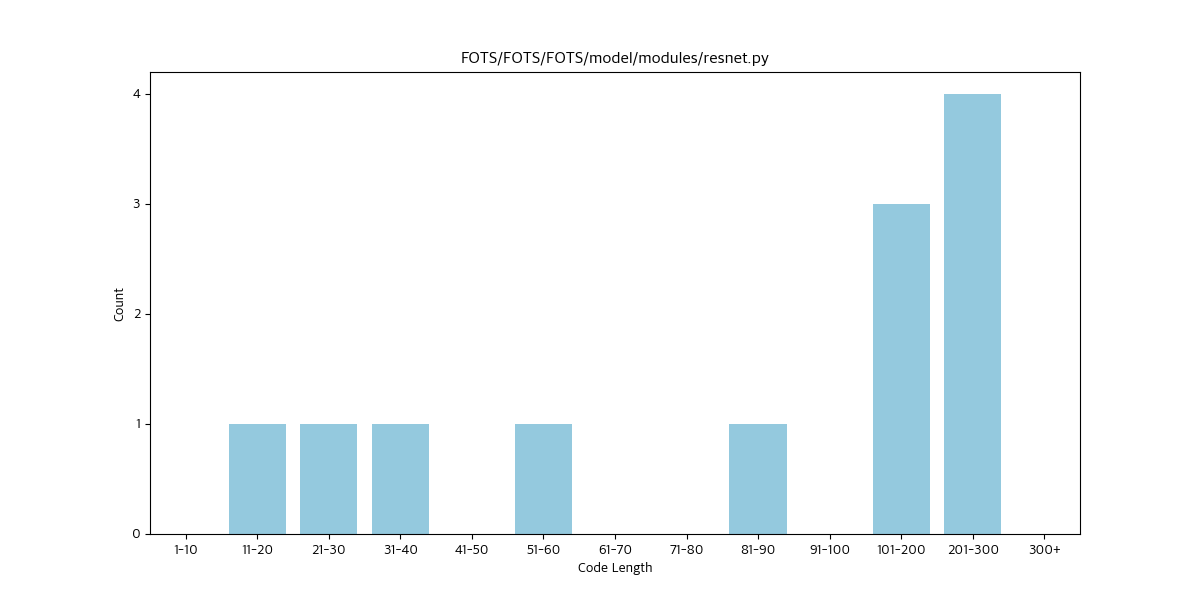 FOTS/FOTS/FOTS/model/modules/resnet.py
4
3
2
1
0
Count
1-10 11-20 21-30 31-40 41-50 51-60 61-70 71-80 81-90 91-100 101-200 201-300 300+
Code Length